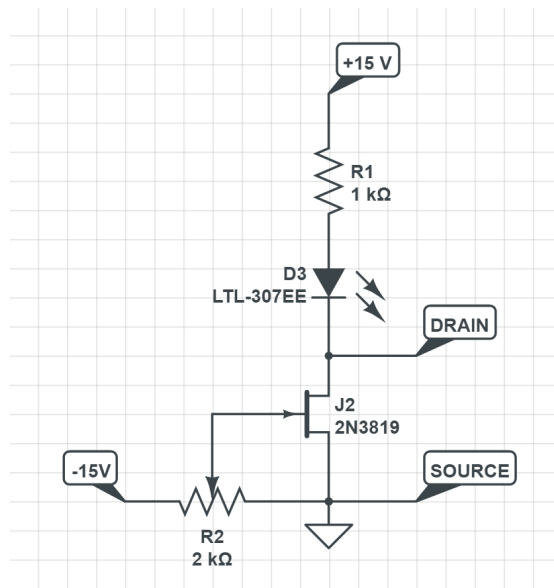 +15 V
R1
1 kΩ
D3
LTL-307EE
DRAIN
J2
2N3819
-15V
SOURCE
R2
2 kΩ